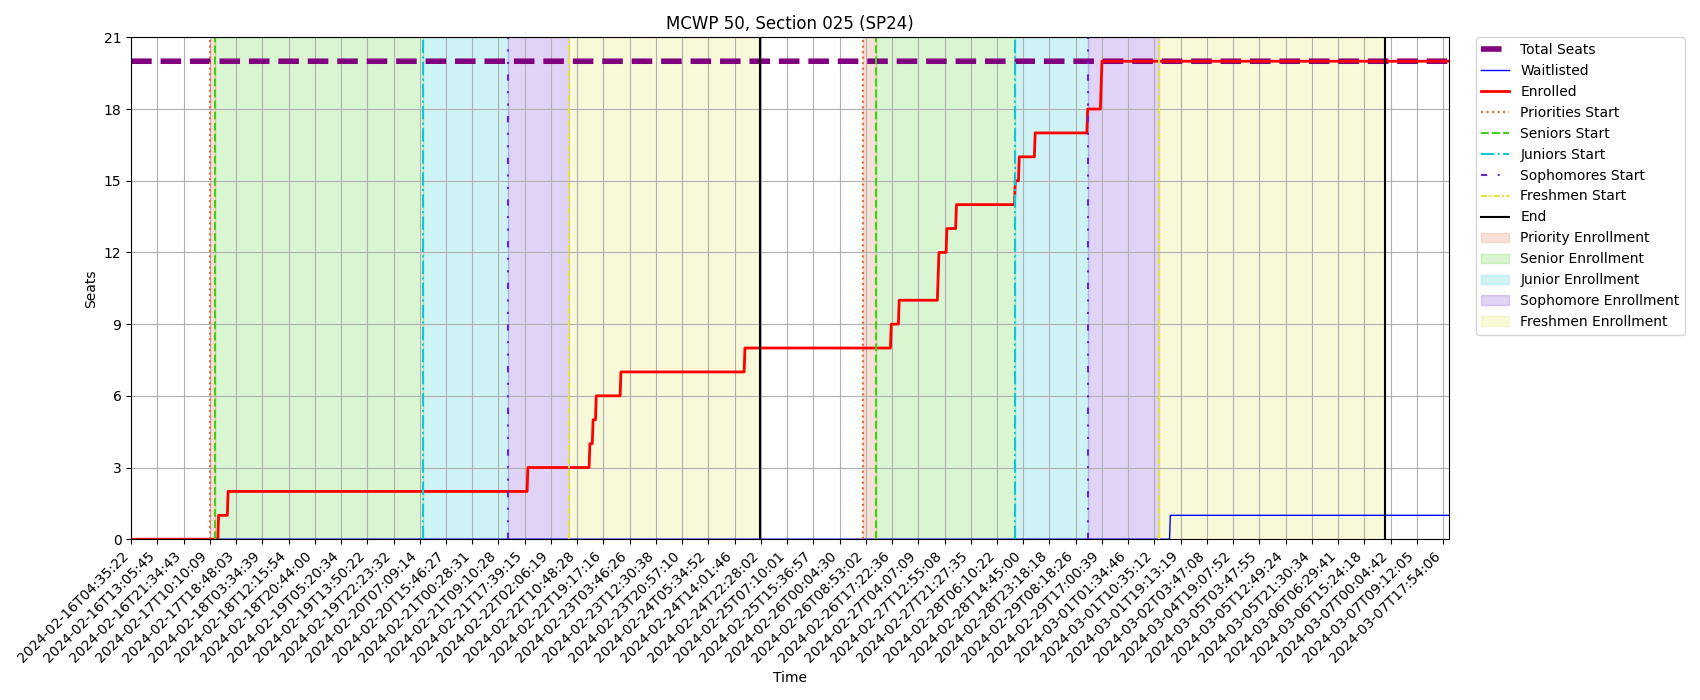 MCWP 50, Section 025 (SP24)
Seats
21
18
15
12
9
6
3
0
2024-02-16T04:35:22
2024-02-16T13:05:45
2024-02-16T21:34:43
2024-02-17T10:10:09
2024-02-17T18:48:03
2024-02-18T03:34:39
2024-02-18T12:15:54
2024-02-18T20:44:00
2024-02-19T05:20:34
2024-02-19T13:50:22
2024-02-19T22:23:32
2024-02-20T07:09:14
2024-02-20T15:46:27
2024-02-21T00:28:31
2024-02-21T09:10:28
2024-02-21T17:39:15
2024-02-22T02:06:19
2024-02-22T10:48:28
2024-02-22T19:17:16
2024-02-23T03:46:26
2024-02-23T12:30:38
2024-02-23T20:57:10
2024-02-24T05:34:52
2024-02-24T14:01:46
2024-02-24T22:28:02
2024-02-25T07:10:01
2024-02-25T15:36:57
2024-02-26T00:04:30
2024-02-26T08:53:02
2024-02-26T17:22:36
2024-02-27T04:07:09
2024-02-27T12:55:08
2024-02-27T21:27:35
2024-02-28T06:10:22
2024-02-28T14:45:00
2024-02-28T23:18:18
2024-02-29T08:18:26
2024-02-29T17:00:39
2024-03-01T01:34:46
2024-03-01T10:35:12
2024-03-01T19:13:19
2024-03-02T03:47:08
2024-03-04T19:07:52
2024-03-05T03:47:55
2024-03-05T12:49:24
2024-03-05T21:30:34
2024-03-06T06:29:41
2024-03-06T15:24:18
2024-03-07T00:04:42
2024-03-07T09:12:05
2024-03-07T17:54:06
Time
Total Seats
Waitlisted
Enrolled
Priorities Start
Seniors Start
Juniors Start
Sophomores Start
Freshmen Start
End
Priority Enrollment
Senior Enrollment
Junior Enrollment
Sophomore Enrollment
Freshmen Enrollment